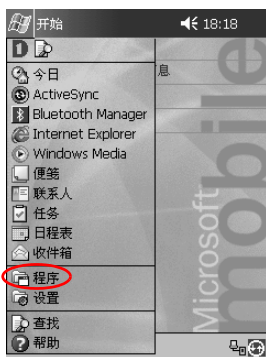 开始 18:18
今日
息
ActiveSync
Bluetooth Manager
Internet Explorer
Windows Media
便笺
联系人
任务
日程表
收件箱
程序
设置
查找
帮助
Microsoft
mobile